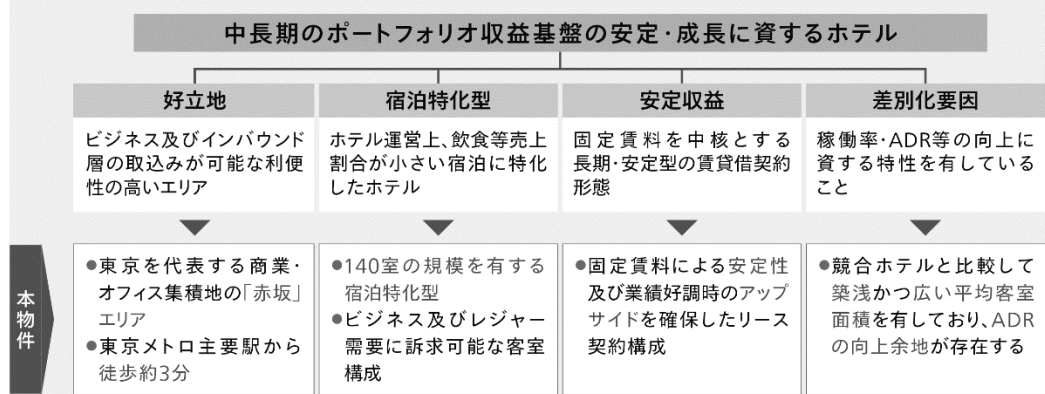 中長期のポートフォリオ収益基盤の安定・成長に資するホテル
好立地
ビジネス及びインバウンド
層の取込みが可能な利便
性の高いエリア
宿泊特化型
ホテル運営上、飲食等売上
割合が小さい宿泊に特化
したホテル
安定収益
固定賃料を中核とする
長期・安定型の賃貸借契約
形態
差別化要因
稼働率・ADR等の向上に
資する特性を有している
こと
本物件
●東京を代表する商業・
オフィス集積地の「赤坂」
エリア
●東京メトロ主要駅から
徒歩約3分
●140室の規模を有する
宿泊特化型
●ビジネス及びレジャー
需要に訴求可能な客室
構成
●固定賃料による安定性
及び業績好調時のアップ
サイドを確保したリース
契約構成
●競合ホテルと比較して
築浅かつ広い平均客室
面積を有しており、ADR
の向上余地が存在する